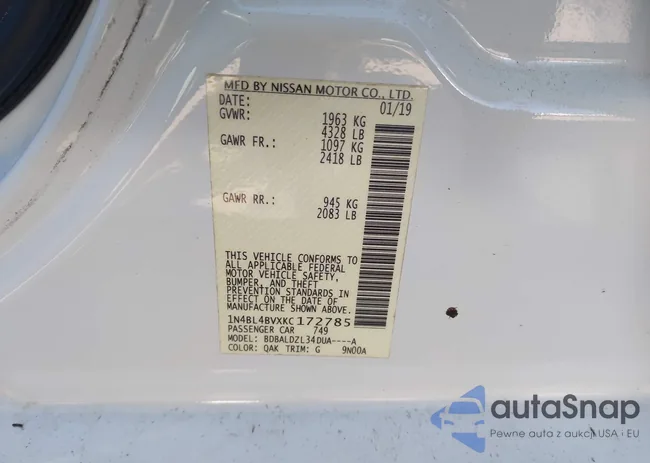 MFD BY NISSAN MOTOR CO., LTD.
DATE: 01/19
GVWR: 1963 KG
4328 LB
GAWR FR.: 1097 KG
2418 LB
GAWR RR.: 945 KG
2083 LB
THIS VEHICLE CONFORMS TO
ALL APPLICABLE FEDERAL
MOTOR VEHICLE SAFETY,
BUMPER, AND THEFT
PREVENTION STANDARDS IN
EFFECT ON THE DATE OF
MANUFACTURE SHOWN ABOVE.
1N4BL4BVXKC172785
PASSENGER CAR 749
MODEL: BDBALDZL34DUA----A
COLOR: QAK TRIM: G 9N00A
autaSnap
Pewne auta z aukcji USA i EU